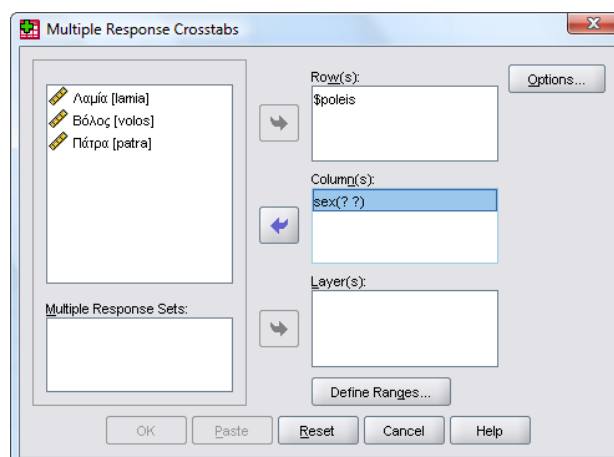 Multiple Response Crosstabs
Λαμία [lamia]
Βόλος [volos]
Πάτρα [patra]
Multiple Response Sets:
Row(s):
$poleis
Column(s):
sex(? ?)
Layer(s):
Define Ranges...
Options...
OK
Paste
Reset
Cancel
Help